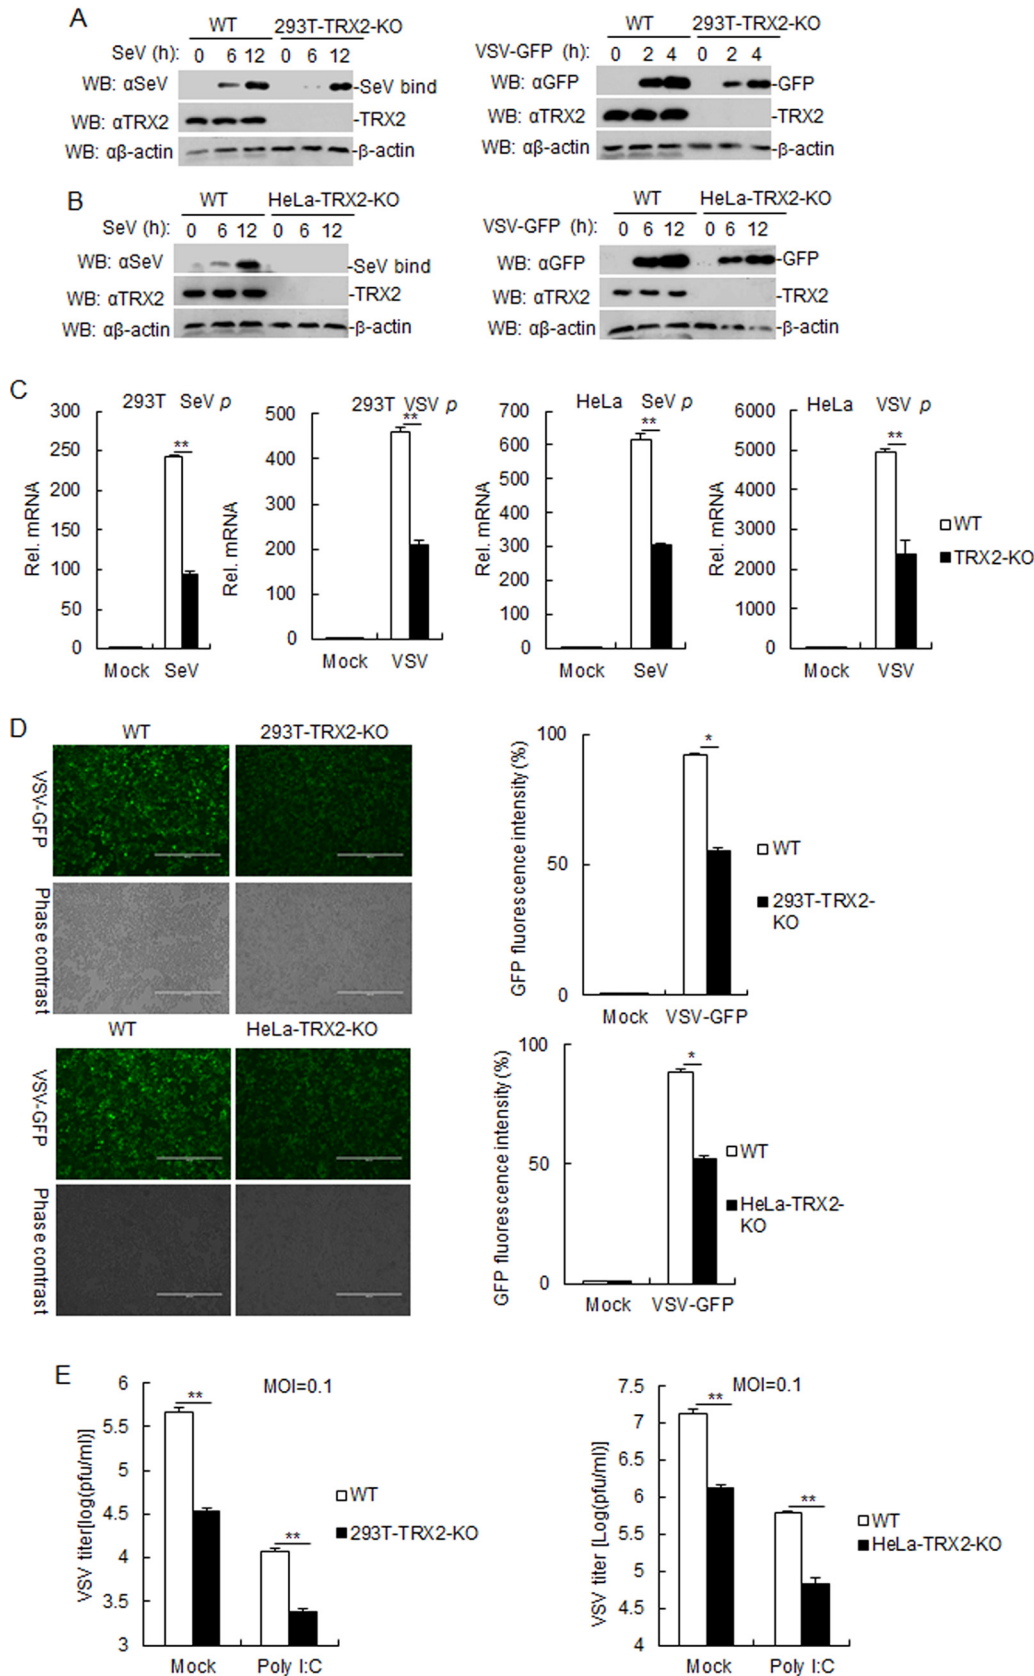 A
WT 293T-TRX2-KO
SeV (h): 0 6 12 0 6 12
WB: αSeV -SeV bind
WB: αTRX2 -TRX2
WB: αβ-actin -β-actin
WT 293T-TRX2-KO
VSV-GFP (h): 0 2 4 0 2 4
WB: αGFP -GFP
WB: αTRX2 -TRX2
WB: αβ-actin -β-actin
B
WT HeLa-TRX2-KO
SeV (h): 0 6 12 0 6 12
WB: αSeV -SeV bind
WB: αTRX2 -TRX2
WB: αβ-actin -β-actin
WT HeLa-TRX2-KO
VSV-GFP (h): 0 6 12 0 6 12
WB: αGFP -GFP
WB: αTRX2 -TRX2
WB: αβ-actin -β-actin
C
293T SeV p
Rel. mRNA
300
250
200
150
100
50
0
**
Mock SeV
293T VSV p
Rel. mRNA
500
400
300
200
100
0
**
Mock VSV
HeLa SeV p
Rel. mRNA
700
600
500
400
300
200
100
0
**
Mock SeV
HeLa VSV p
Rel. mRNA
6000
5000
4000
3000
2000
1000
0
**
Mock VSV
WT
TRX2-KO
D
WT 293T-TRX2-KO
VSV-GFP
Phase contrast
WT HeLa-TRX2-KO
VSV-GFP
Phase contrast
GFP fluorescence intensity (%)
100
50
0
*
Mock VSV-GFP
WT
293T-TRX2-
KO
GFP fluorescence intensity (%)
100
50
0
*
Mock VSV-GFP
WT
HeLa-TRX2-
KO
E
MOI=0.1
VSV titer[log(pfu/ml)]
6
5.5
5
4.5
4
3.5
3
**
**
Mock Poly I:C
WT
293T-TRX2-KO
MOI=0.1
VSV titer [Log(pfu/ml)]
7.5
7
6.5
6
5.5
5
4.5
4
**
**
Mock Poly I:C
WT
HeLa-TRX2-KO